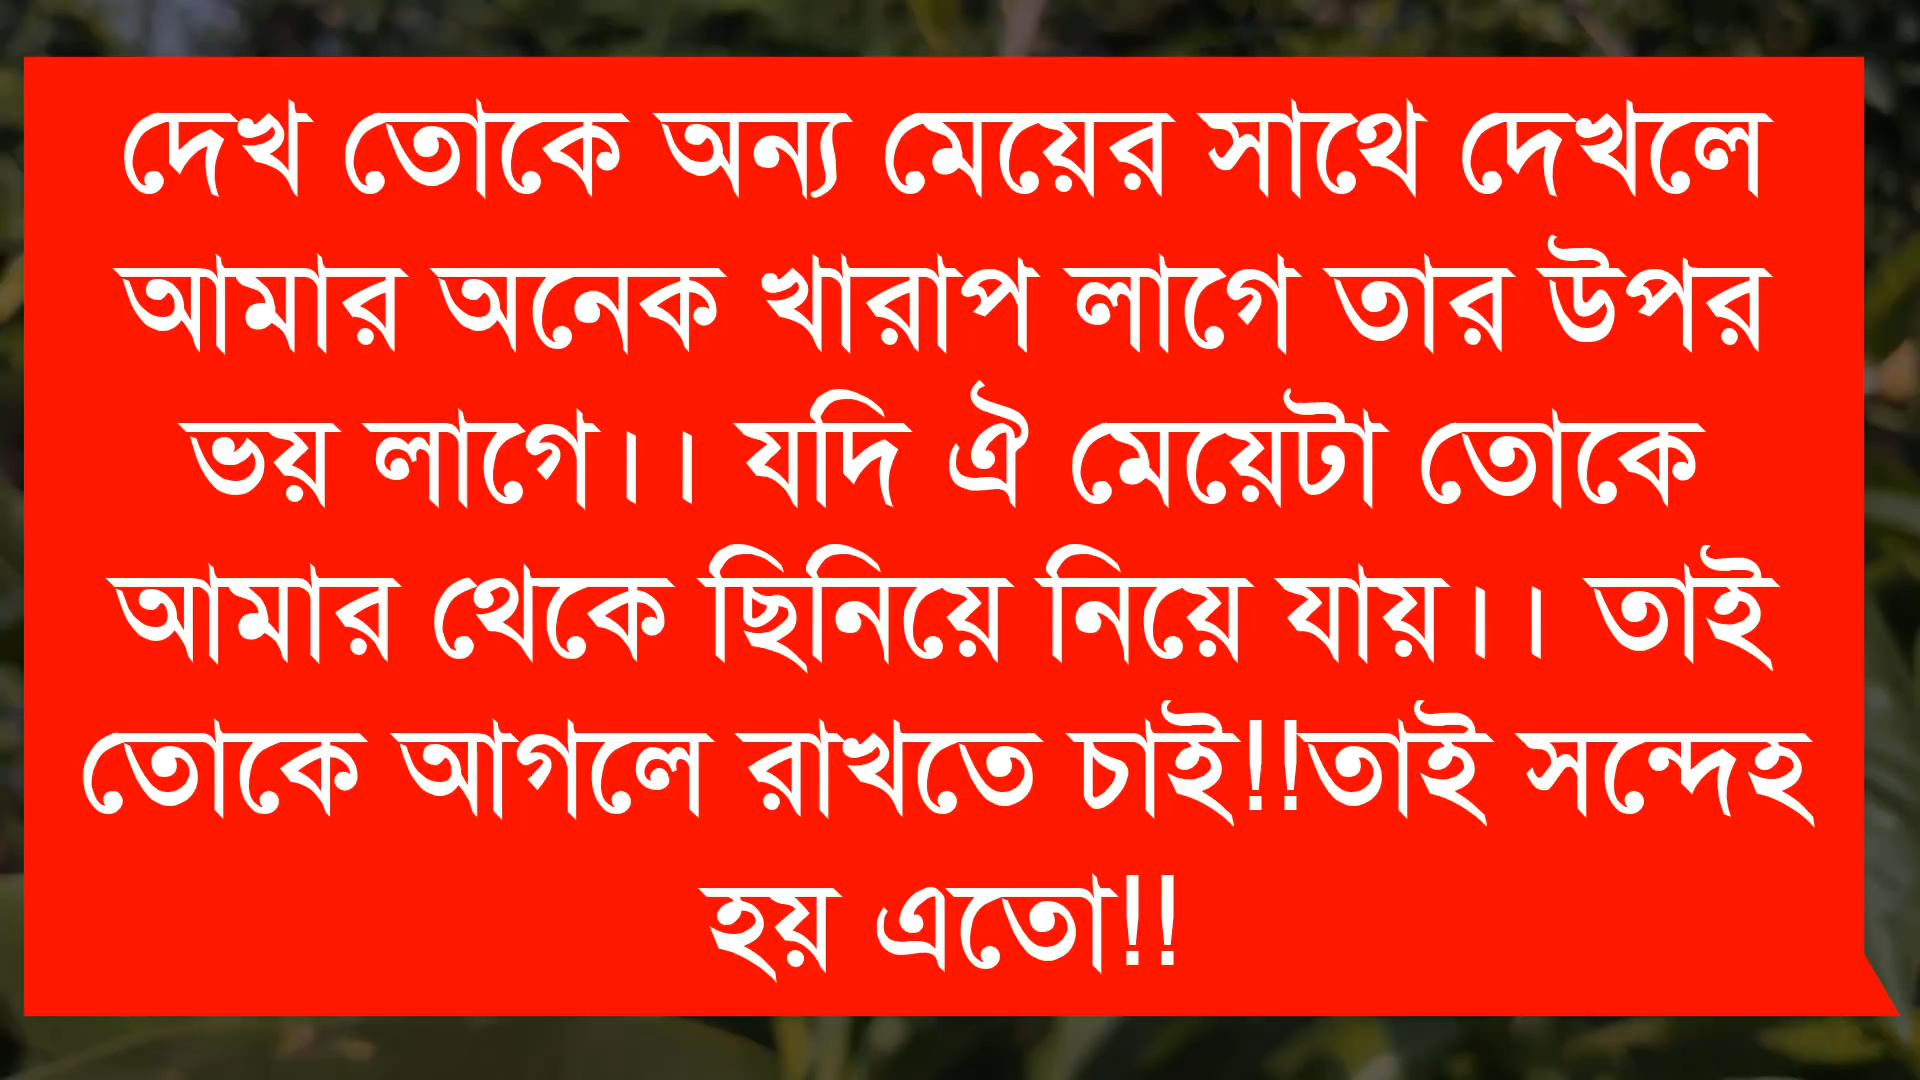 দেখ তোকে অন্য মেয়ের সাথে দেখলে
আমার অনেক খারাপ লাগে তার উপর
ভয় লাগে।। যদি ঐ মেয়েটা তোকে
আমার থেকে ছিনিয়ে নিয়ে যায়।। তাই
তোকে আগলে রাখতে চাই!!তাই সন্দেহ
হয় এতো!!